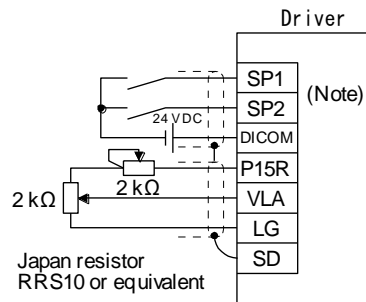 Driver
SP1
(Note)
SP2
24 VDC
DICOM
P15R
2 kΩ
2 kΩ
VLA
LG
SD
Japan resistor
RRS10 or equivalent